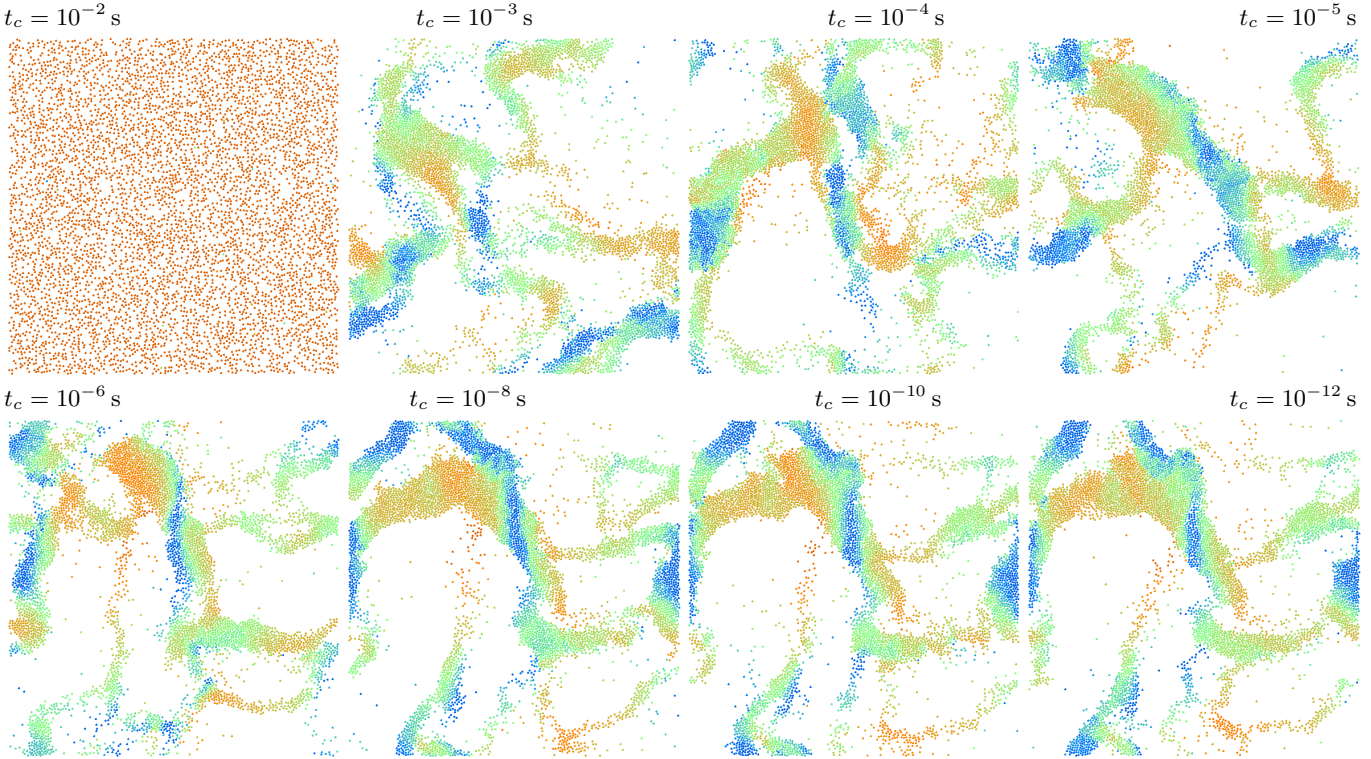 t_c = 10^{-2} s
t_c = 10^{-3} s
t_c = 10^{-4} s
t_c = 10^{-5} s
t_c = 10^{-6} s
t_c = 10^{-8} s
t_c = 10^{-10} s
t_c = 10^{-12} s